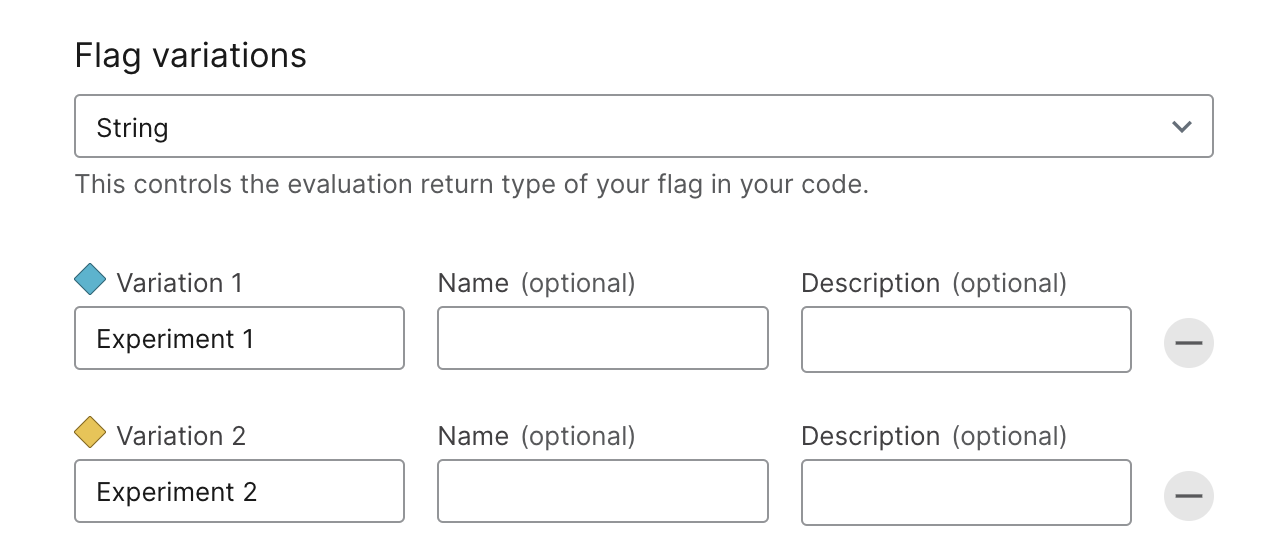 Flag variations
String
This controls the evaluation return type of your flag in your code.
Variation 1 Name (optional) Description (optional)
Experiment 1
Variation 2 Name (optional) Description (optional)
Experiment 2